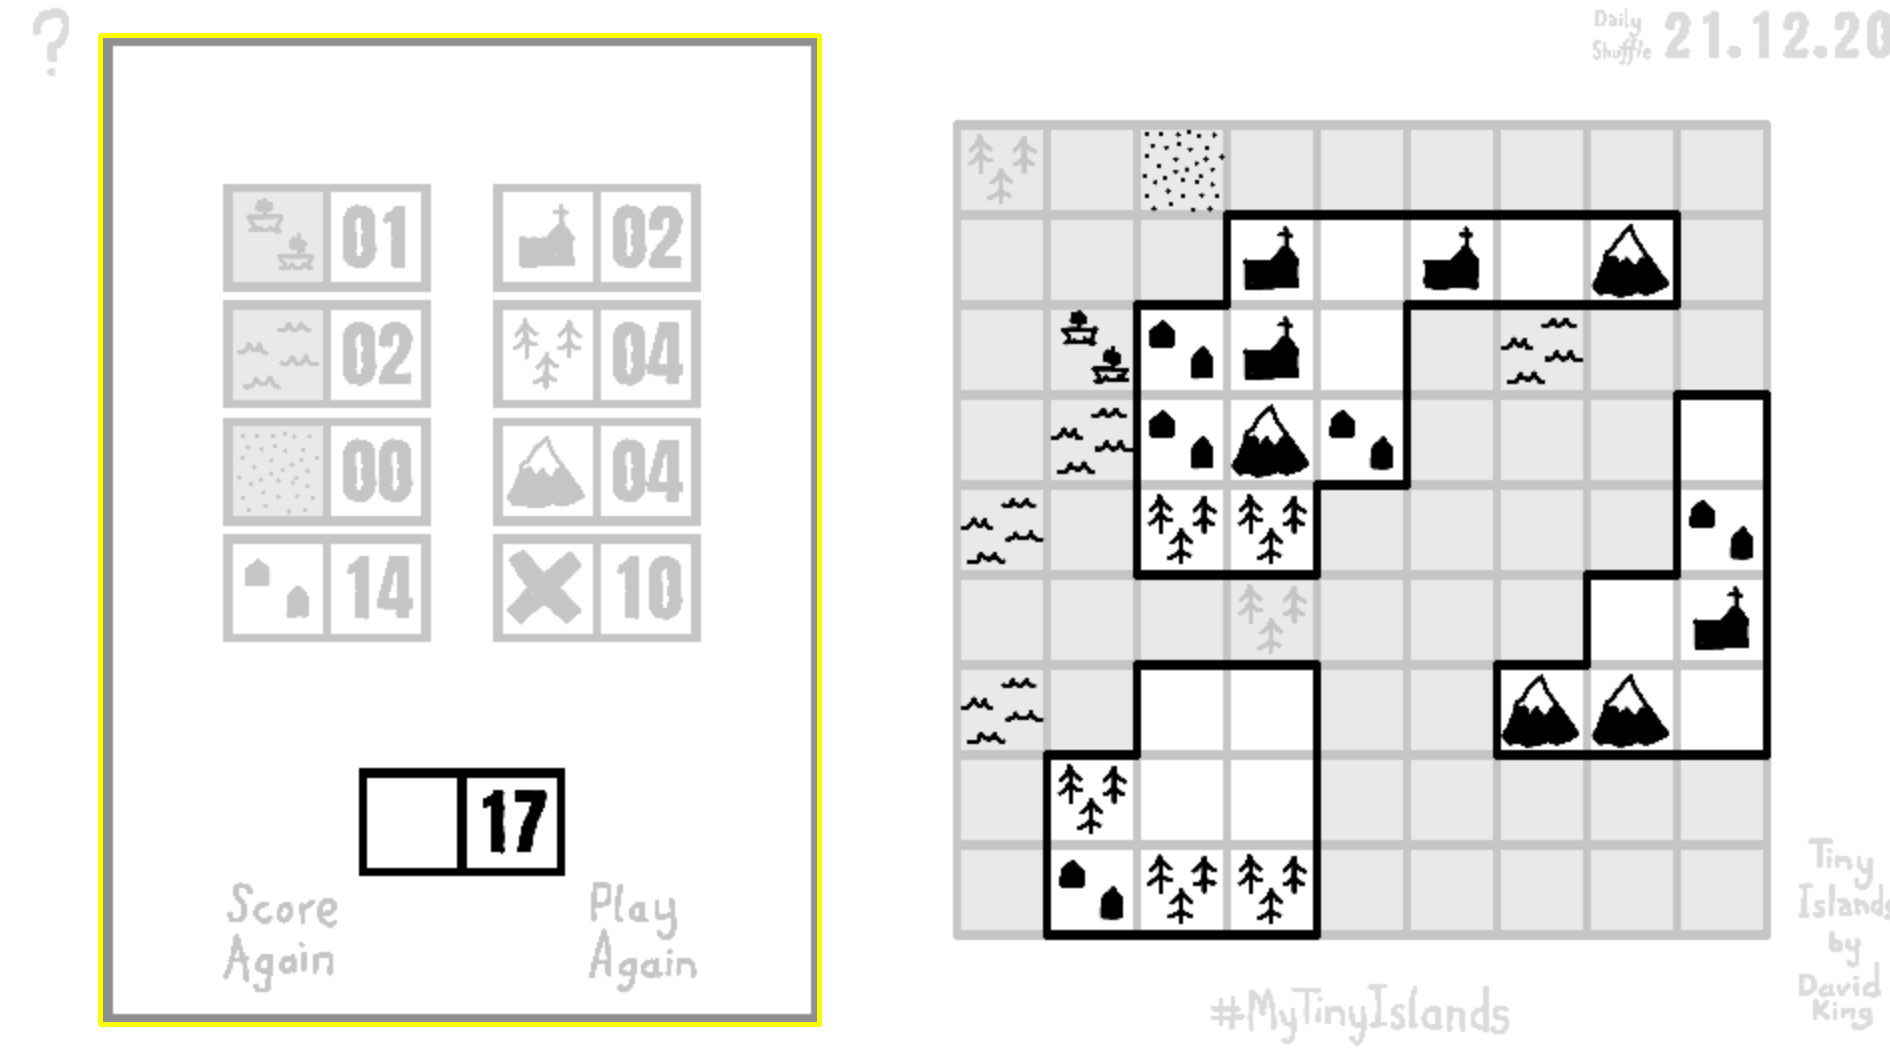 ?
Daily
Shuffle
21.12.20
01
02
02
04
00
04
14
10
17
Score
Again
Play
Again
Tiny
Islands
by
David
King
#MyTinyIslands